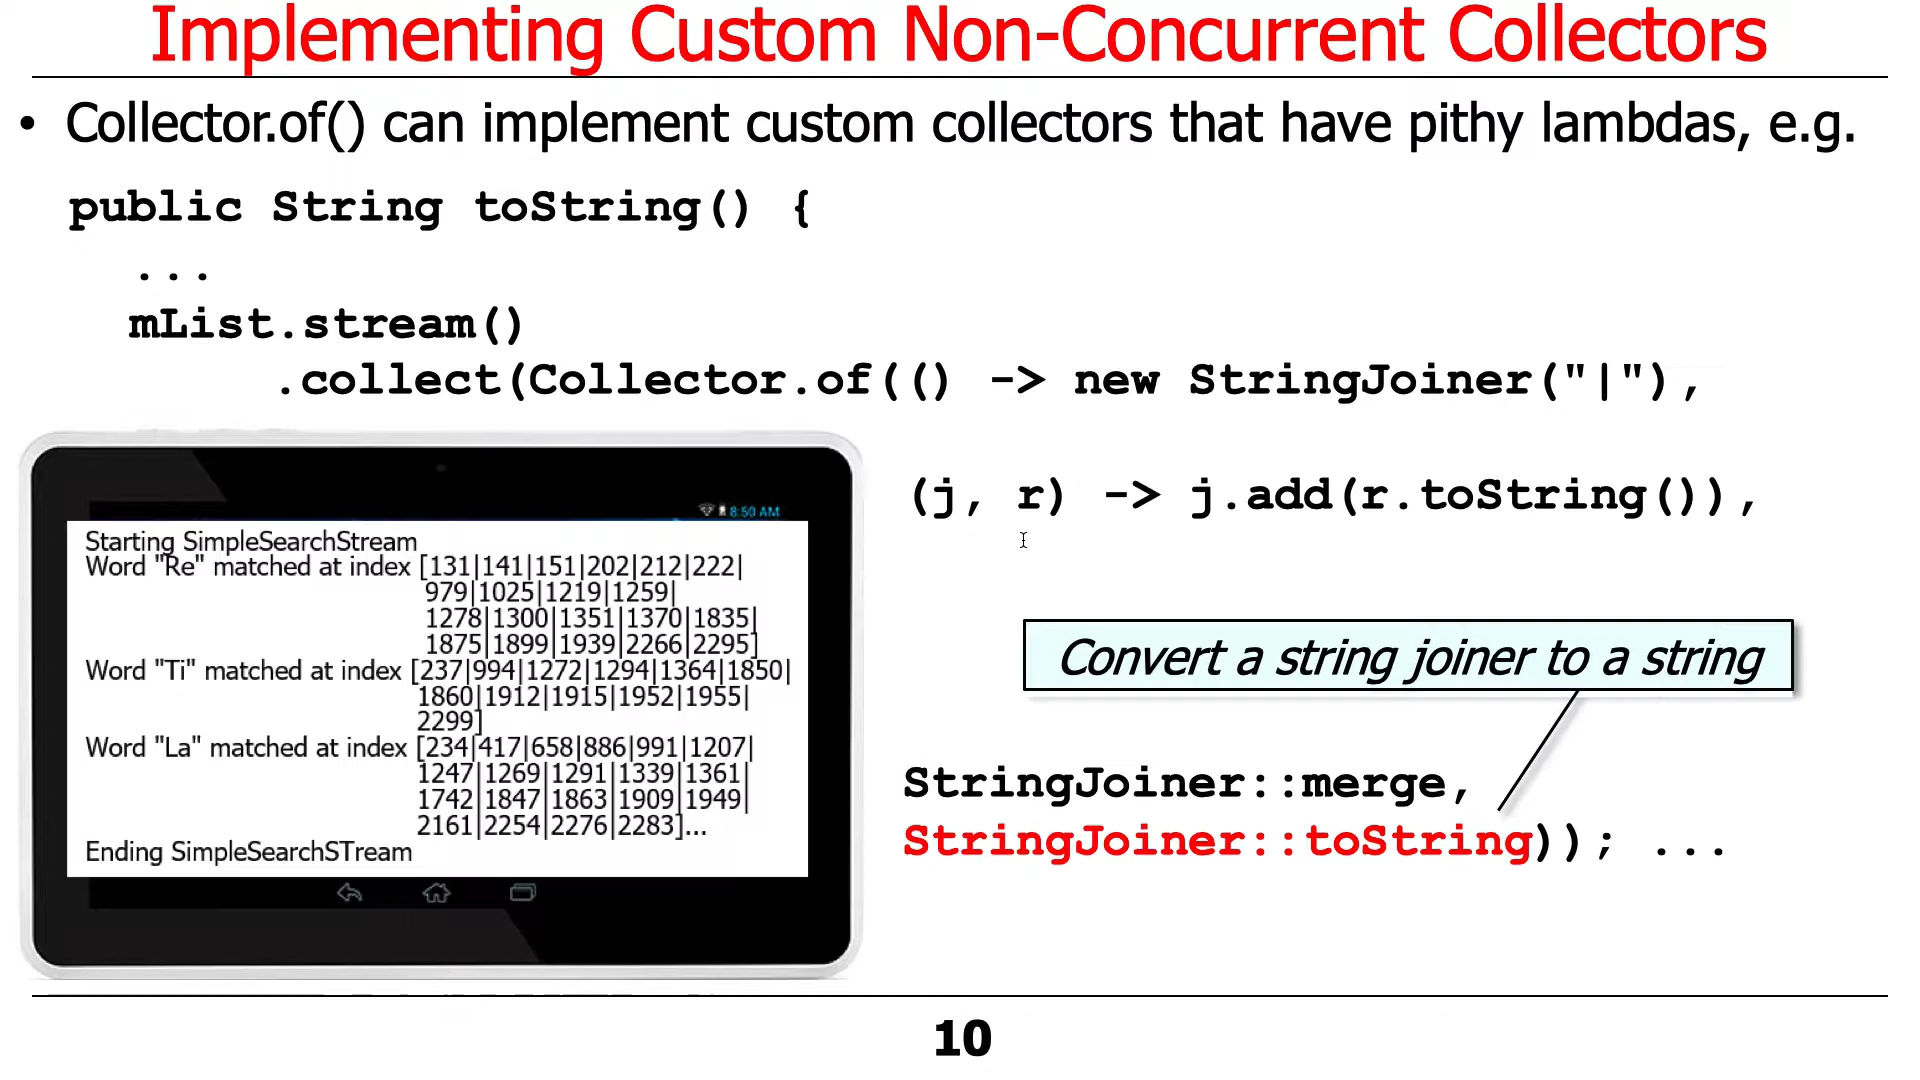 Implementing Custom Non-Concurrent Collectors
• Collector.of() can implement custom collectors that have pithy lambdas, e.g.
public String toString() {
...
mList.stream()
.collect(Collector.of(() -> new StringJoiner("|"),
(j, r) -> j.add(r.toString()),
Convert a string joiner to a string
StringJoiner::merge,
StringJoiner::toString)); ...
8:50 AM
Starting SimpleSearchStream
Word "Re" matched at index [131|141|151|202|212|222|
979|1025|1219|1259|
1278|1300|1351|1370|1835|
1875|1899|1939|2266|2295]
Word "Ti" matched at index [237|994|1272|1294|1364|1850|
1860|1912|1915|1952|1955|
2299]
Word "La" matched at index [234|417|658|886|991|1207|
1247|1269|1291|1339|1361|
1742|1847|1863|1909|1949|
2161|2254|2276|2283]...
Ending SimpleSearchSTream
10